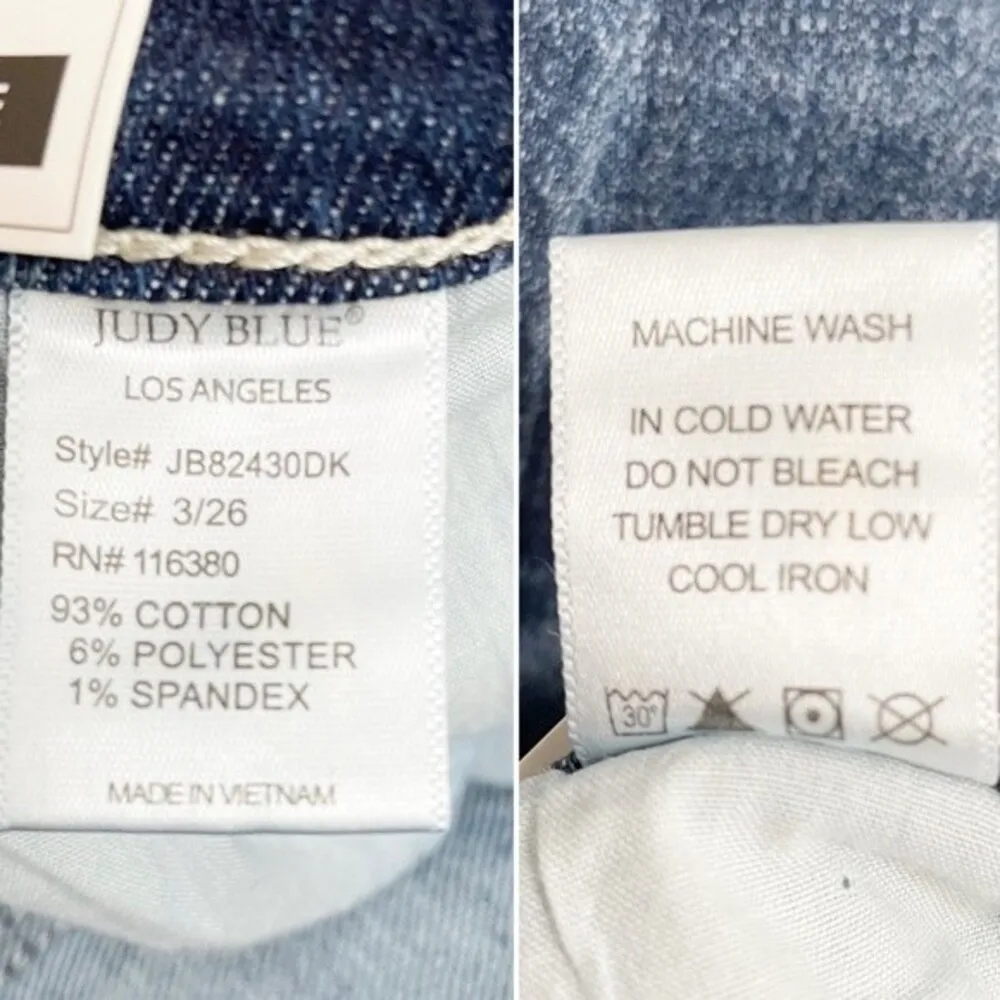 JUDY BLUE®
LOS ANGELES
Style# JB82430DK
Size# 3/26
RN# 116380
93% COTTON
6% POLYESTER
1% SPANDEX
MADE IN VIETNAM
MACHINE WASH
IN COLD WATER
DO NOT BLEACH
TUMBLE DRY LOW
COOL IRON
30°